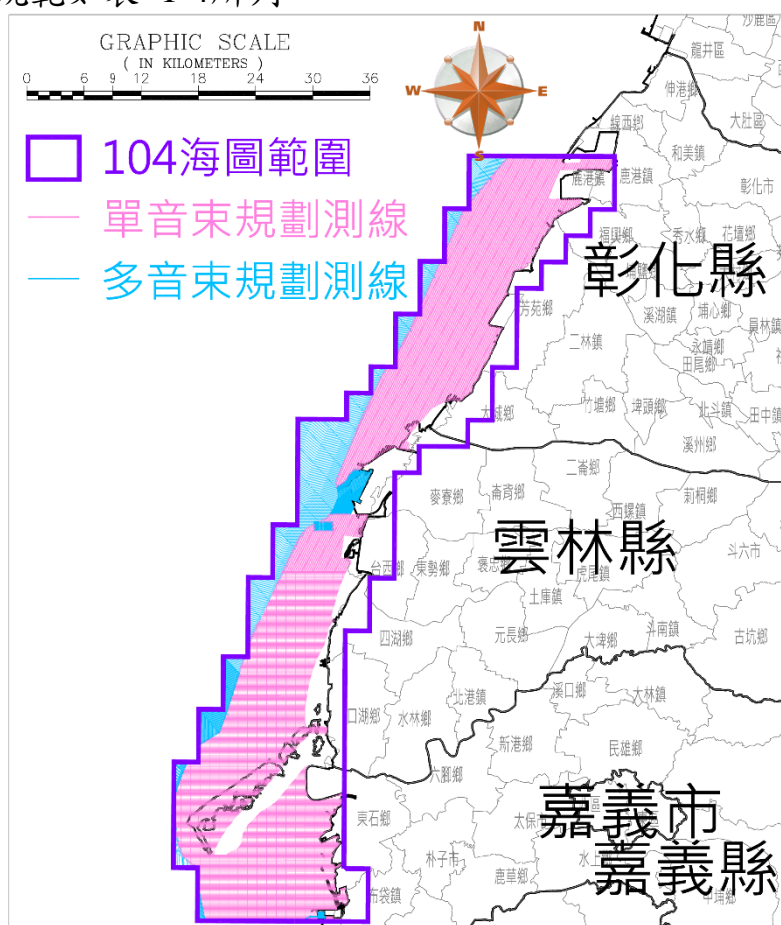 GRAPHIC SCALE
( IN KILOMETERS )
0 6 9 12 18 24 30 36
N
W E
S
104海圖範圍
單音束規劃測線
多音束規劃測線
沙鹿區
龍井區
伸港鄉
線西鄉
大肚區
和美鎮
鹿港鎮
彰化市
福興鄉
秀水鄉
花壇鄉
彰化縣
芳苑鄉
溪湖鎮
埔心鄉
員林鎮
二林鎮
永靖鄉
田尾鄉
大城鄉
竹塘鄉
埤頭鄉
北斗鎮
田中鎮
溪州鄉
二崙鄉
麥寮鄉
崙背鄉
西螺鎮
莿桐鄉
雲林縣
斗六市
台西鄉
東勢鄉
褒忠鄉
虎尾鎮
土庫鎮
四湖鄉
元長鄉
大埤鄉
斗南鎮
古坑鄉
北港鎮
溪口鄉
大林鎮
口湖鄉
水林鄉
新港鄉
民雄鄉
六腳鄉
東石鄉
太保市
嘉義市
朴子市
水上鄉
嘉義縣
鹿草鄉
布袋鎮
中埔鄉